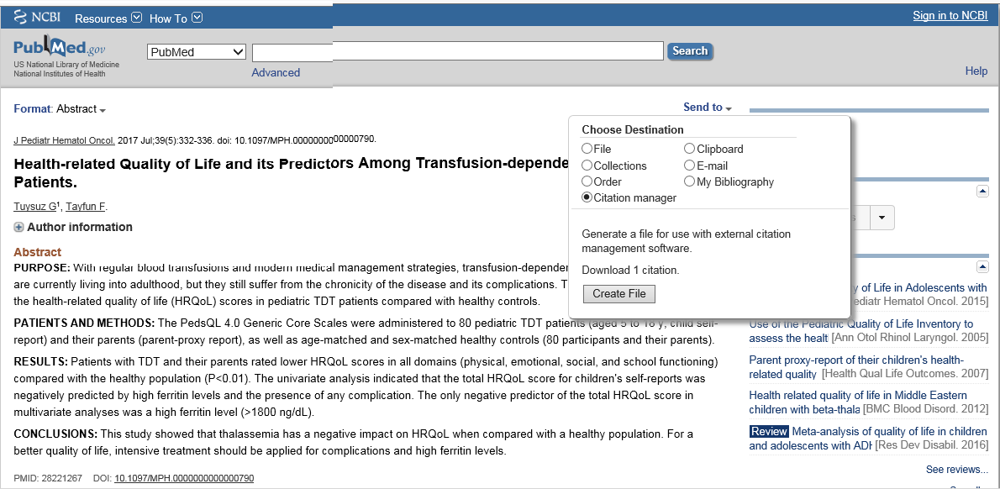 NCBI Resources How To Sign in to NCBI
PubMed.gov
US National Library of Medicine
National Institutes of Health
PubMed
Search
Advanced
Help
Format: Abstract
Send to
Choose Destination
File
Clipboard
Collections
E-mail
Order
My Bibliography
Citation manager
Generate a file for use with external citation
management software.
Download 1 citation.
Create File
J Pediatr Hematol Oncol. 2017 Jul;39(5):332-336. doi: 10.1097/MPH.00000000 00000790.
Health-related Quality of Life and its Predictors Among Transfusion-depende
Patients.
Tuysuz G1, Tayfun F.
Author information
Abstract
PURPOSE: With regular blood transfusions and modern medical management strategies, transfusion-depender
are currently living into adulthood, but they still suffer from the chronicity of the disease and its complications. T
the health-related quality of life (HRQoL) scores in pediatric TDT patients compared with healthy controls.
PATIENTS AND METHODS: The PedsQL 4.0 Generic Core Scales were administered to 80 pediatric TDT patients (aged 5 to 18 y; child self-
report) and their parents (parent-proxy report), as well as age-matched and sex-matched healthy controls (80 participants and their parents).
RESULTS: Patients with TDT and their parents rated lower HRQoL scores in all domains (physical, emotional, social, and school functioning)
compared with the healthy population (P<0.01). The univariate analysis indicated that the total HRQoL score for children's self-reports was
negatively predicted by high ferritin levels and the presence of any complication. The only negative predictor of the total HRQoL score in
multivariate analyses was a high ferritin level (>1800 ng/dL).
CONCLUSIONS: This study showed that thalassemia has a negative impact on HRQoL when compared with a healthy population. For a
better quality of life, intensive treatment should be applied for complications and high ferritin levels.
PMID: 28221267 DOI: 10.1097/MPH.0000000000000790
y of Life in Adolescents with
ediatr Hematol Oncol. 2015]
Use of the Pediatric Quality of Life Inventory to
assess the healt [Ann Otol Rhinol Laryngol. 2005]
Parent proxy-report of their children's health-
related quality [Health Qual Life Outcomes. 2007]
Health related quality of life in Middle Eastern
children with beta-thala [BMC Blood Disord. 2012]
Review Meta-analysis of quality of life in children
and adolescents with ADH [Res Dev Disabil. 2016]
See reviews...